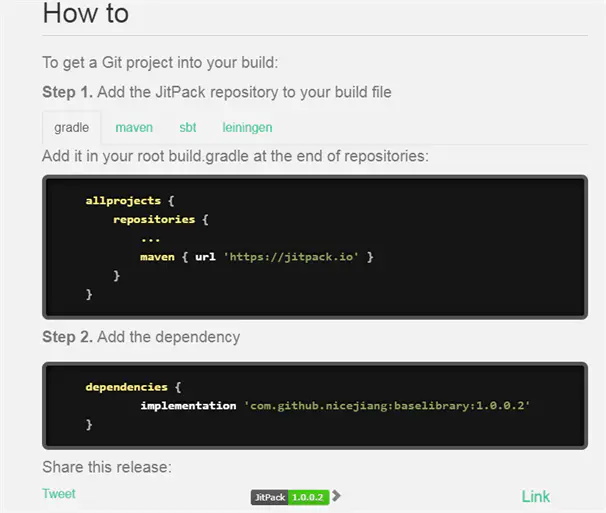 How to
To get a Git project into your build:
Step 1. Add the JitPack repository to your build file
gradle maven sbt leiningen
Add it in your root build.gradle at the end of repositories:
allprojects {
repositories {
...
maven { url 'https://jitpack.io' }
}
}
Step 2. Add the dependency
dependencies {
implementation 'com.github.nicejiang:baselibrary:1.0.0.2'
}
Share this release:
Tweet JitPack 1.0.0.2 Link